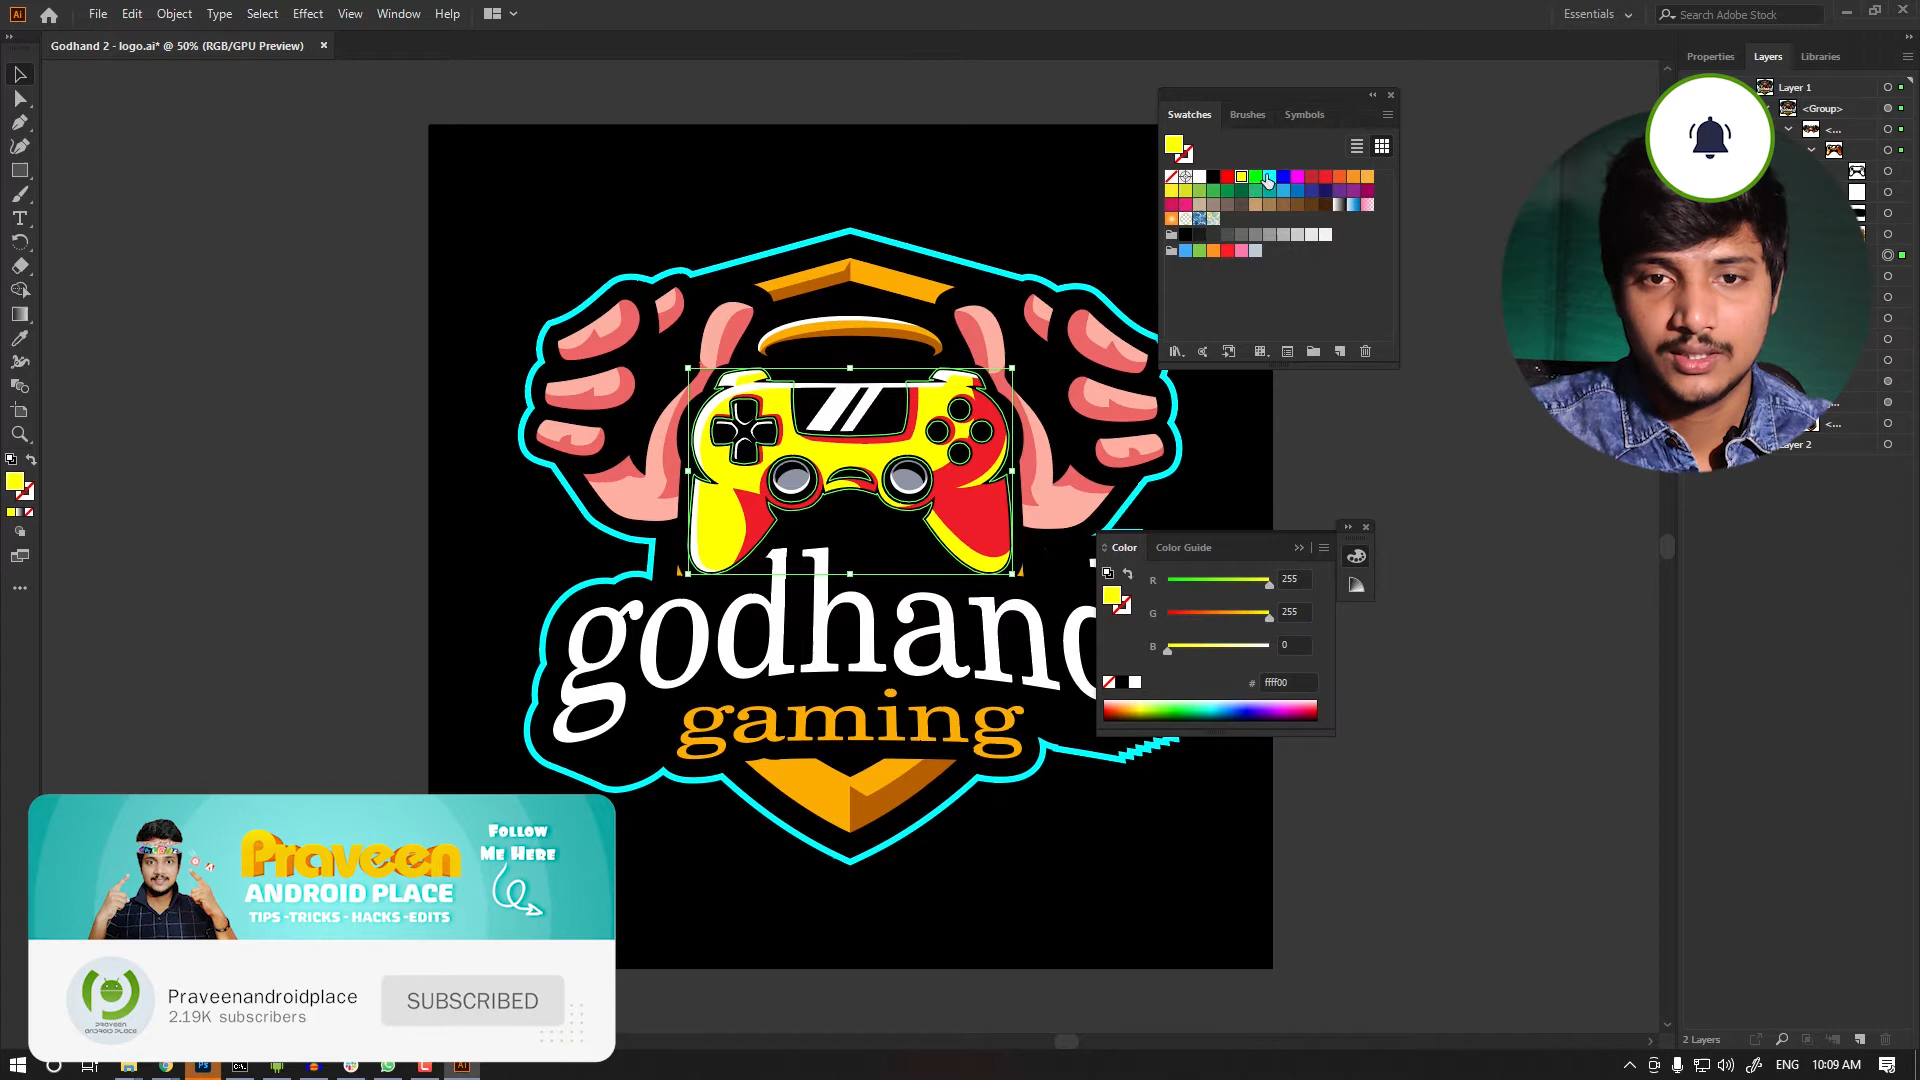 Ai File Edit Object Type Select Effect View Window Help Essentials Search Adobe Stock
Godhand 2 - logo.ai* @ 50% (RGB/GPU Preview)
Properties Layers Libraries
Layer 1
<Group>
<...
Swatches Brushes Symbols
<...
Color Color Guide
R 255
G 255
B 0
# ffff00
godhand
gaming
Praveen
ANDROID PLACE
TIPS -TRICKS - HACKS -EDITS
FOLLOW
ME HERE
Praveenandroidplace
2.19K subscribers
SUBSCRIBED
PRAVEEN
ANDROID PLACE
2 Layers
ENG 10:09 AM